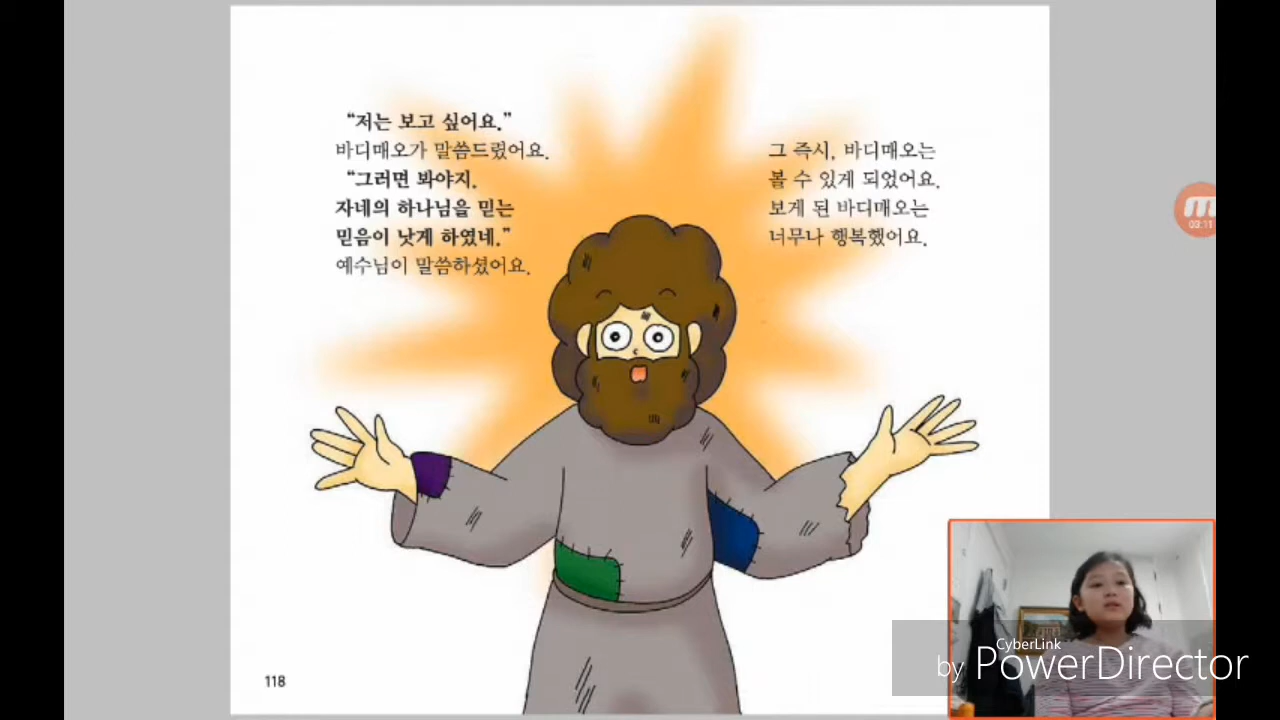 “저는 보고 싶어요.”
바디매오가 말씀드렸어요.
“그러면 봐야지.
자네의 하나님을 믿는
믿음이 낫게 하였네.”
예수님이 말씀하셨어요.
그 즉시, 바디매오는
볼 수 있게 되었어요.
보게 된 바디매오는
너무나 행복했어요.
118
03:11
CyberLink
by PowerDirector